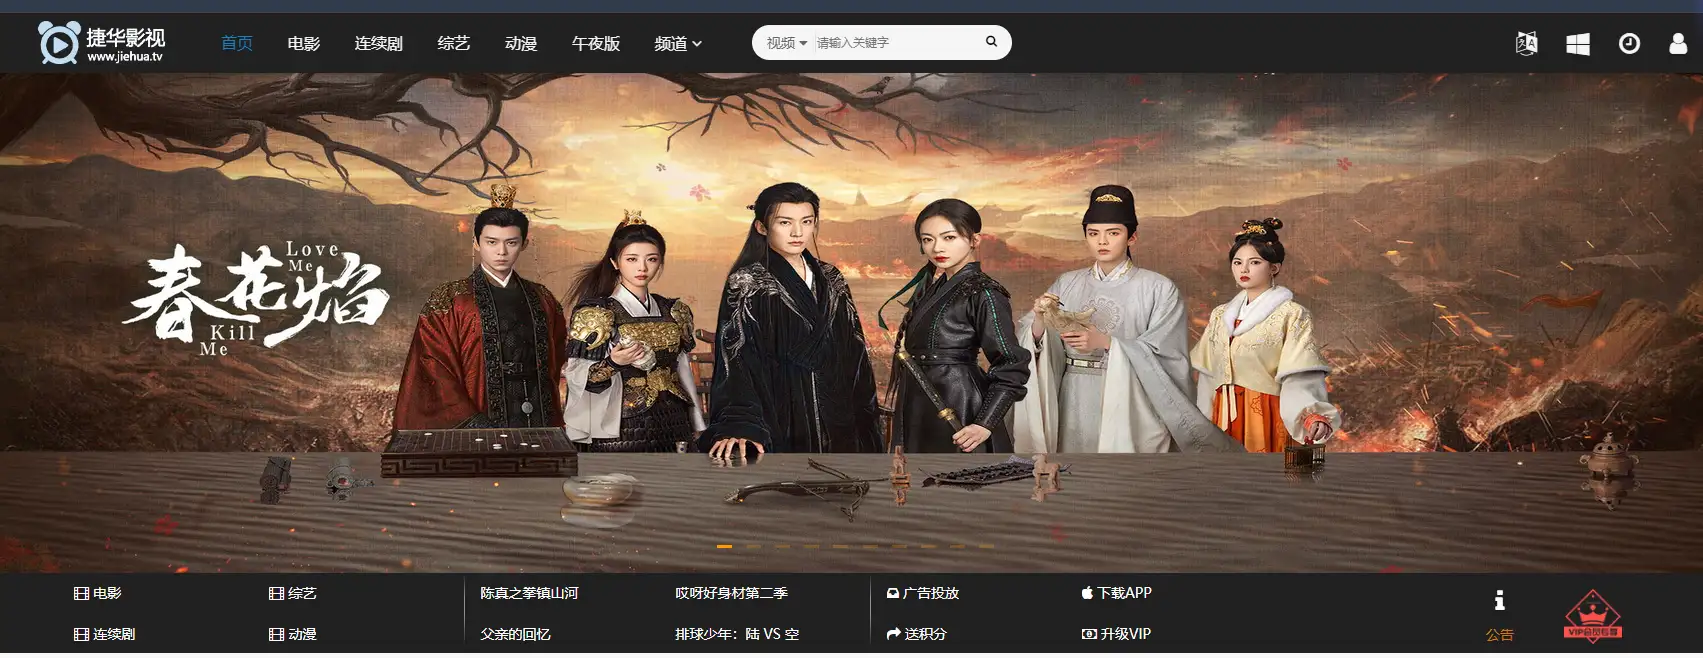 捷华影视
www.jiehua.tv
首页 电影 连续剧 综艺 动漫 午夜版 频道
视频 请输入关键字
春花焰
Love
Me
Kill
Me
电影 综艺 陈真之拳镇山河 哎呀好身材第二季 广告投放 下载APP
连续剧 动漫 父亲的回忆 排球少年：陆 VS 空 送积分 升级VIP
公告
VIP会员专享